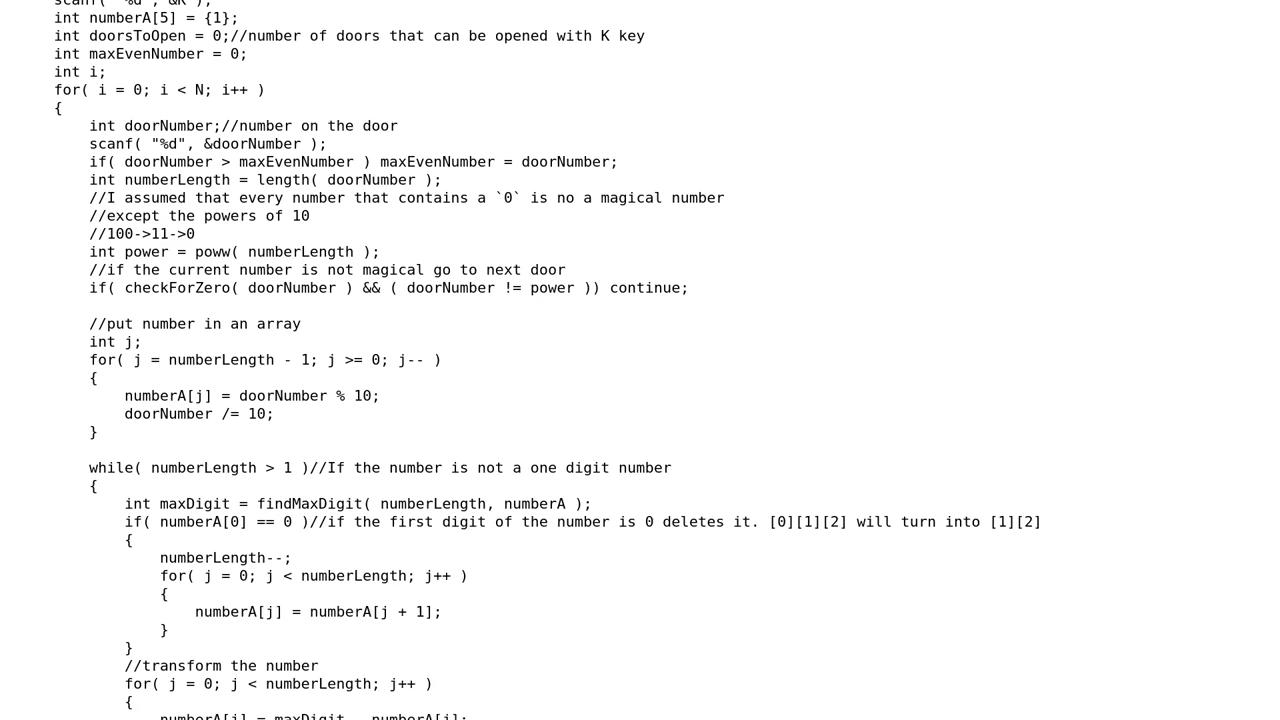 scanf( "%d", &K );
int numberA[5] = {1};
int doorsToOpen = 0;//number of doors that can be opened with K key
int maxEvenNumber = 0;
int i;
for( i = 0; i < N; i++ )
{
    int doorNumber;//number on the door
    scanf( "%d", &doorNumber );
    if( doorNumber > maxEvenNumber ) maxEvenNumber = doorNumber;
    int numberLength = length( doorNumber );
    //I assumed that every number that contains a `0` is no a magical number
    //except the powers of 10
    //100->11->0
    int power = poww( numberLength );
    //if the current number is not magical go to next door
    if( checkForZero( doorNumber ) && ( doorNumber != power )) continue;

    //put number in an array
    int j;
    for( j = numberLength - 1; j >= 0; j-- )
    {
        numberA[j] = doorNumber % 10;
        doorNumber /= 10;
    }

    while( numberLength > 1 )//If the number is not a one digit number
    {
        int maxDigit = findMaxDigit( numberLength, numberA );
        if( numberA[0] == 0 )//if the first digit of the number is 0 deletes it. [0][1][2] will turn into [1][2]
        {
            numberLength--;
            for( j = 0; j < numberLength; j++ )
            {
                numberA[j] = numberA[j + 1];
            }
        }
        //transform the number
        for( j = 0; j < numberLength; j++ )
        {
            numberA[j] = maxDigit - numberA[j];